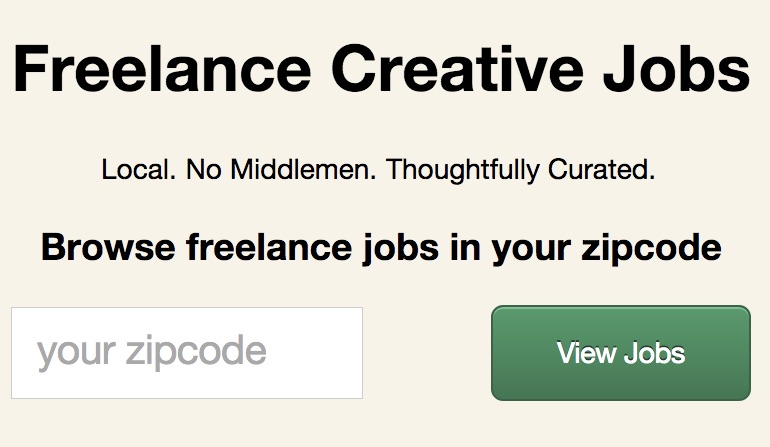 Freelance Creative Jobs
Local. No Middlemen. Thoughtfully Curated.
Browse freelance jobs in your zipcode
your zipcode
View Jobs